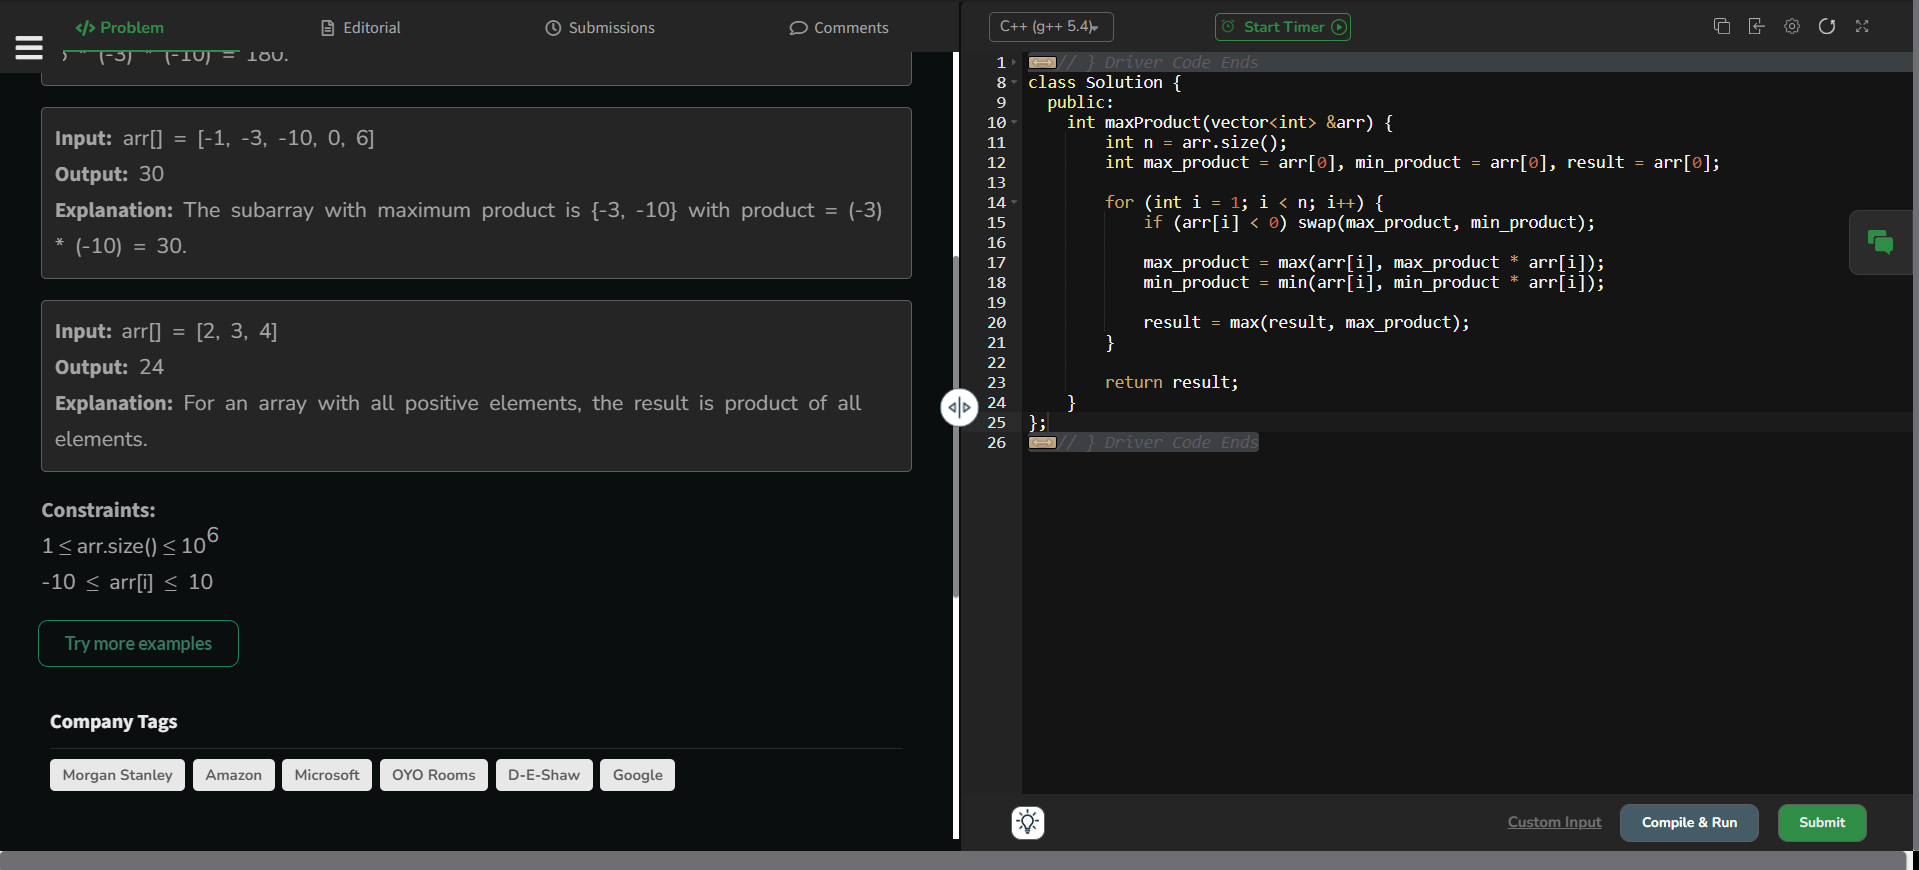 </> Problem
Editorial
Submissions
Comments
* (-3) * (-10) = 180.
Input: arr[] = [-1, -3, -10, 0, 6]
Output: 30
Explanation: The subarray with maximum product is {-3, -10} with product = (-3)
* (-10) = 30.
Input: arr[] = [2, 3, 4]
Output: 24
Explanation: For an array with all positive elements, the result is product of all
elements.
Constraints:
1 ≤ arr.size() ≤ 10^6
-10 ≤ arr[i] ≤ 10
Try more examples
Company Tags
Morgan Stanley
Amazon
Microsoft
OYO Rooms
D-E-Shaw
Google
C++ (g++ 5.4)
Start Timer
1 // } Driver Code Ends
8 class Solution {
9   public:
10     int maxProduct(vector<int> &arr) {
11         int n = arr.size();
12         int max_product = arr[0], min_product = arr[0], result = arr[0];
13
14         for (int i = 1; i < n; i++) {
15             if (arr[i] < 0) swap(max_product, min_product);
16
17             max_product = max(arr[i], max_product * arr[i]);
18             min_product = min(arr[i], min_product * arr[i]);
19
20             result = max(result, max_product);
21         }
22
23         return result;
24     }
25 };
26 // } Driver Code Ends
Custom Input
Compile & Run
Submit